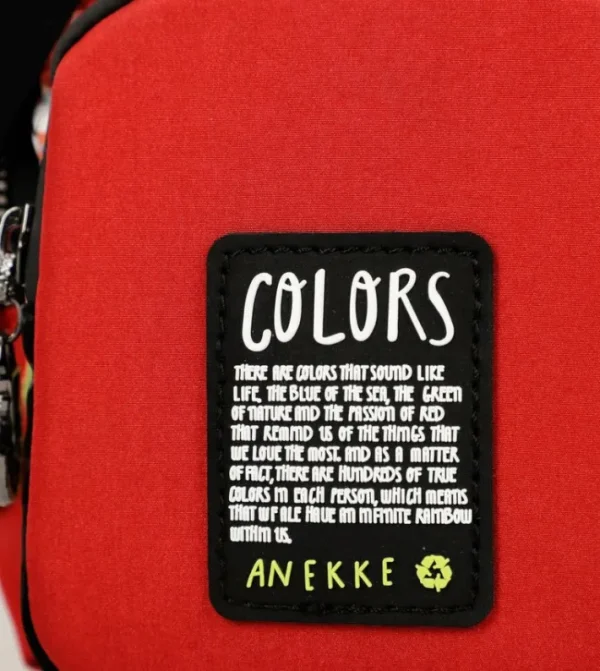 COLORS
THERE ARE COLORS THAT SOUND LIKE
LIFE, THE BLUE OF THE SEA, THE GREEN
OF NATURE AND THE PASSION OF RED
THAT REMIND US OF THE THINGS THAT
WE LOVE THE MOST. AND AS A MATTER
OF FACT, THERE ARE HUNDREDS OF TRUE
COLORS IN EACH PERSON, WHICH MEANS
THAT WE ALE HAVE AN INFINITE RAINBOW
WITHIN US.
ANEKKE